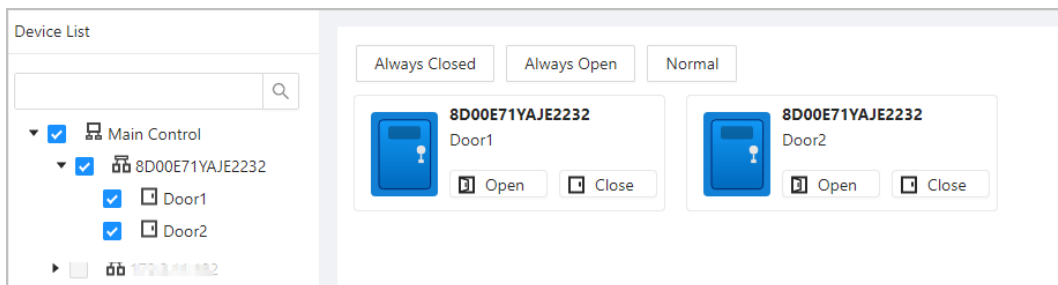 Device List
Main Control
8D00E71YAJE2232
Door1
Door2
Always Closed Always Open Normal
8D00E71YAJE2232
Door1
Open Close
8D00E71YAJE2232
Door2
Open Close